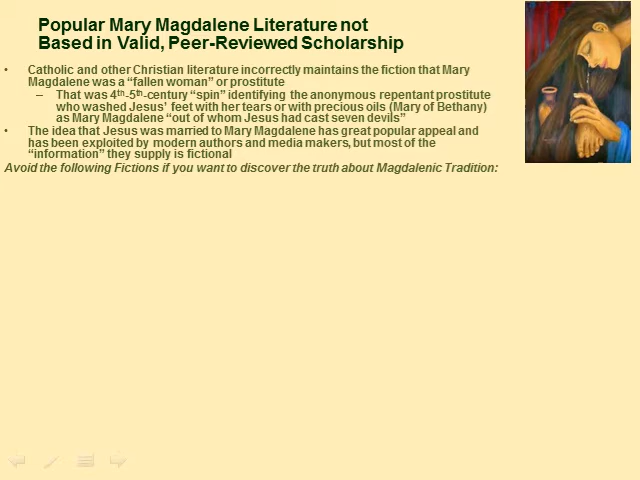 Popular Mary Magdalene Literature not
Based in Valid, Peer-Reviewed Scholarship
• Catholic and other Christian literature incorrectly maintains the fiction that Mary
Magdalene was a “fallen woman” or prostitute
– That was 4th-5th-century “spin” identifying the anonymous repentant prostitute
who washed Jesus’ feet with her tears or with precious oils (Mary of Bethany)
as Mary Magdalene “out of whom Jesus had cast seven devils”
• The idea that Jesus was married to Mary Magdalene has great popular appeal and
has been exploited by modern authors and media makers, but most of the
“information” they supply is fictional
Avoid the following Fictions if you want to discover the truth about Magdalenic Tradition: